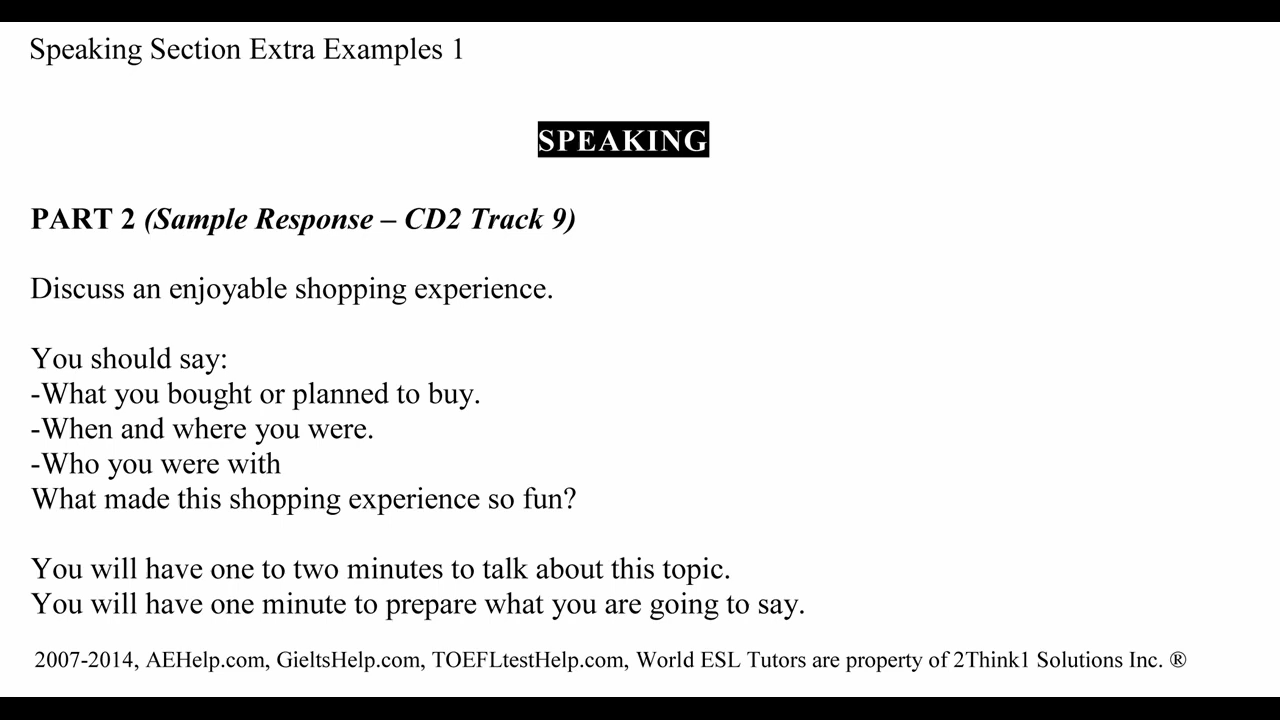 Speaking Section Extra Examples 1
SPEAKING
PART 2 (Sample Response – CD2 Track 9)
Discuss an enjoyable shopping experience.
You should say:
-What you bought or planned to buy.
-When and where you were.
-Who you were with
What made this shopping experience so fun?
You will have one to two minutes to talk about this topic.
You will have one minute to prepare what you are going to say.
2007-2014, AEHelp.com, GieltsHelp.com, TOEFLtestHelp.com, World ESL Tutors are property of 2Think1 Solutions Inc. ®